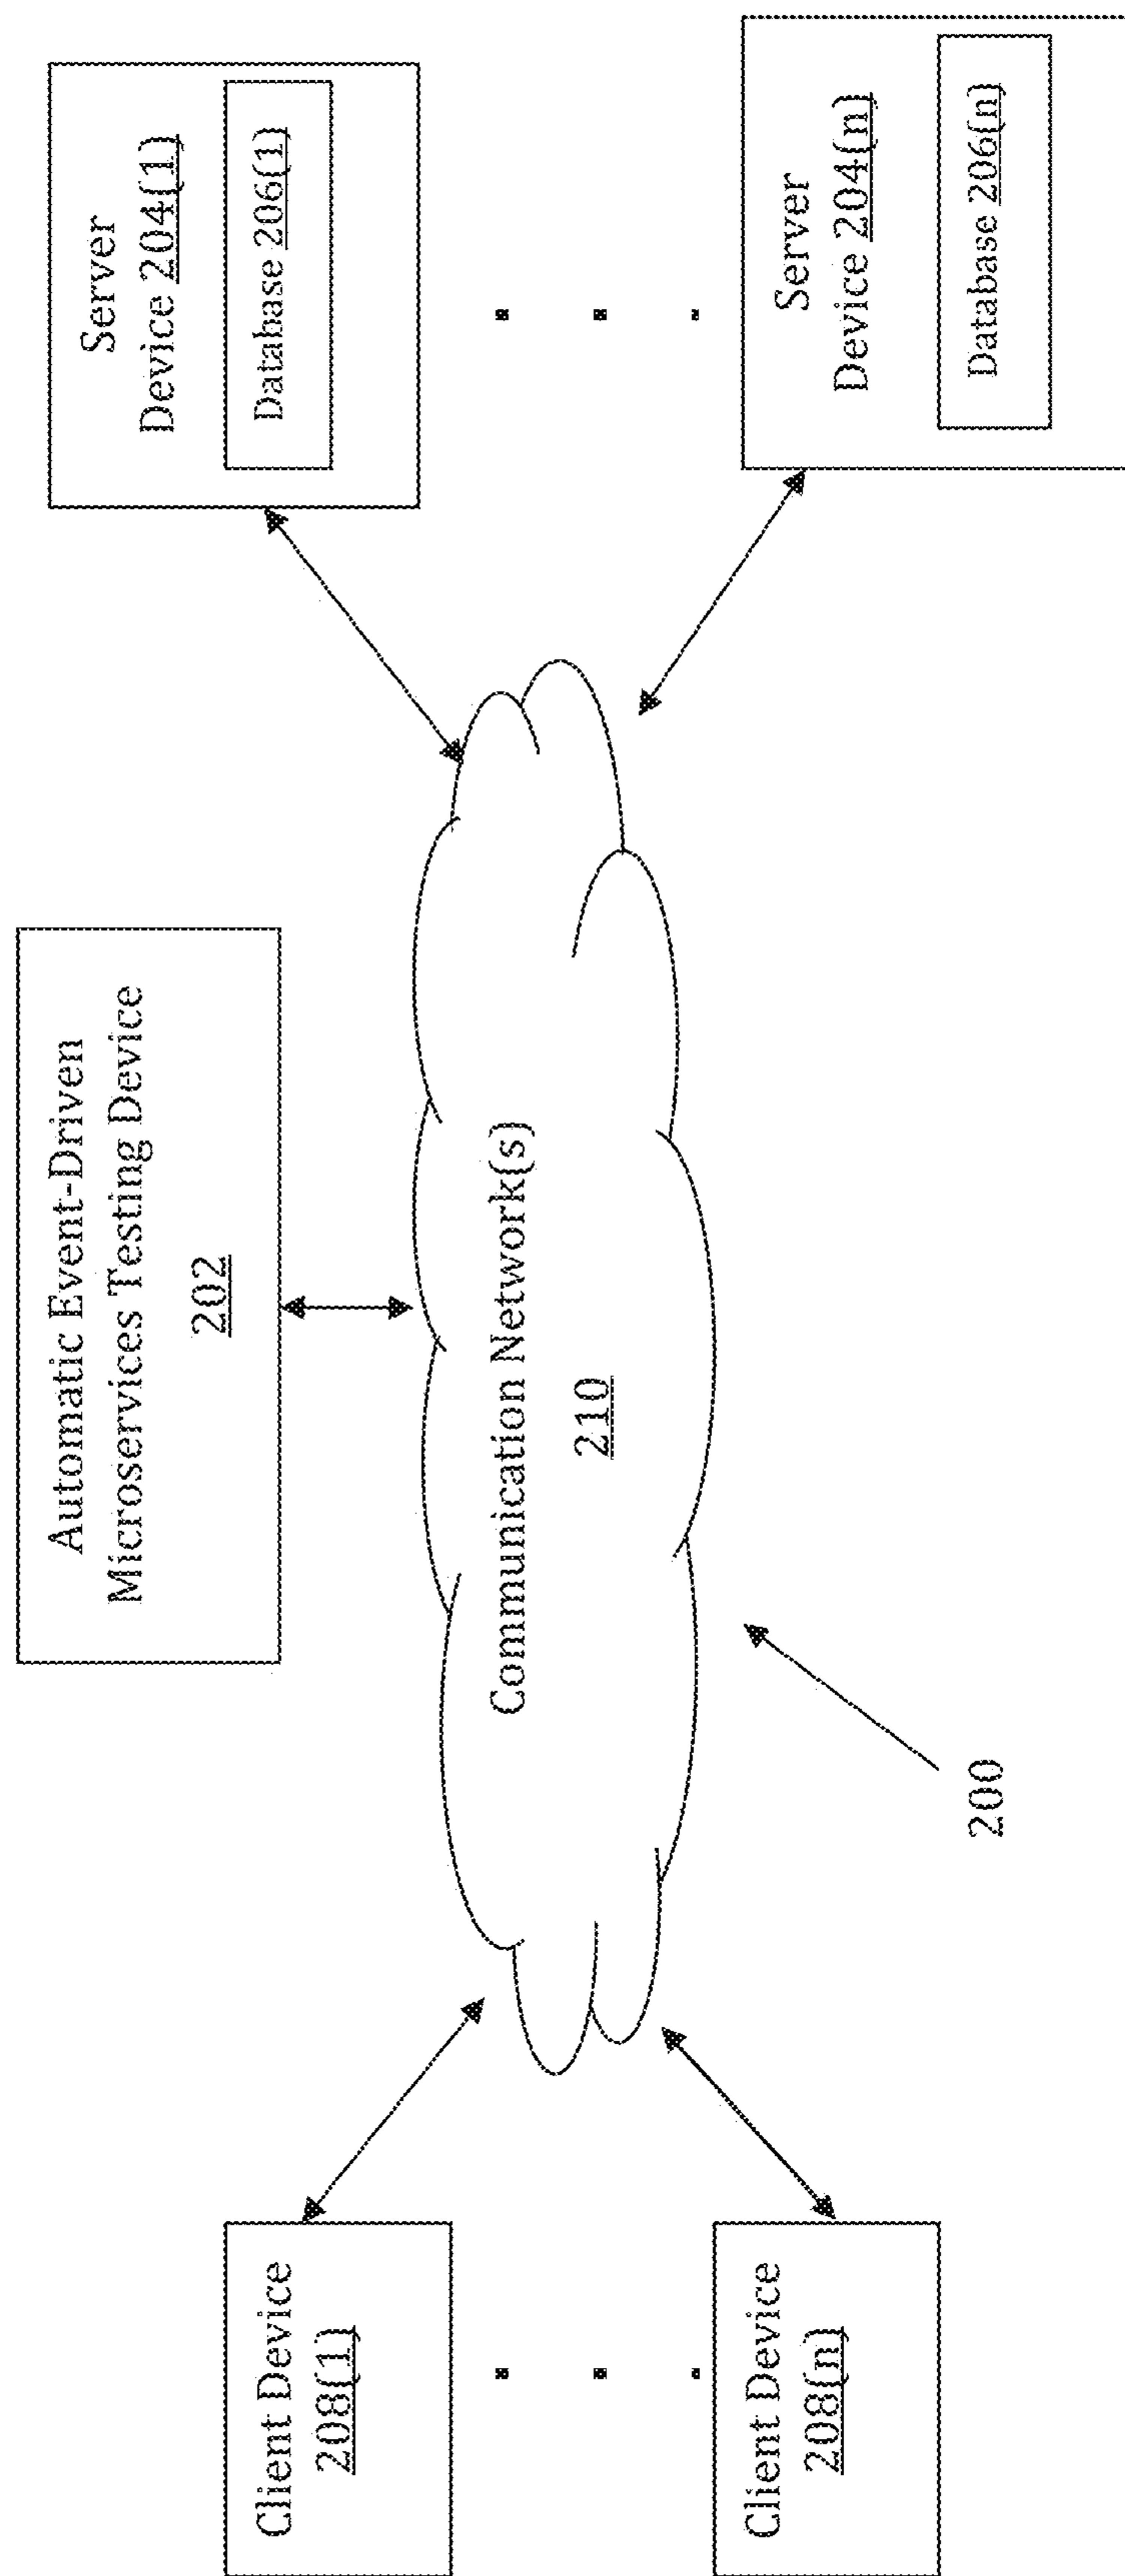 Automatic Event-Driven
Microservices Testing Device
202
Client Device
208(1)
Client Device
208(n)
Communication Network(s)
210
200
Server
Device 204(1)
Database 206(1)
Server
Device 204(n)
Database 206(n)